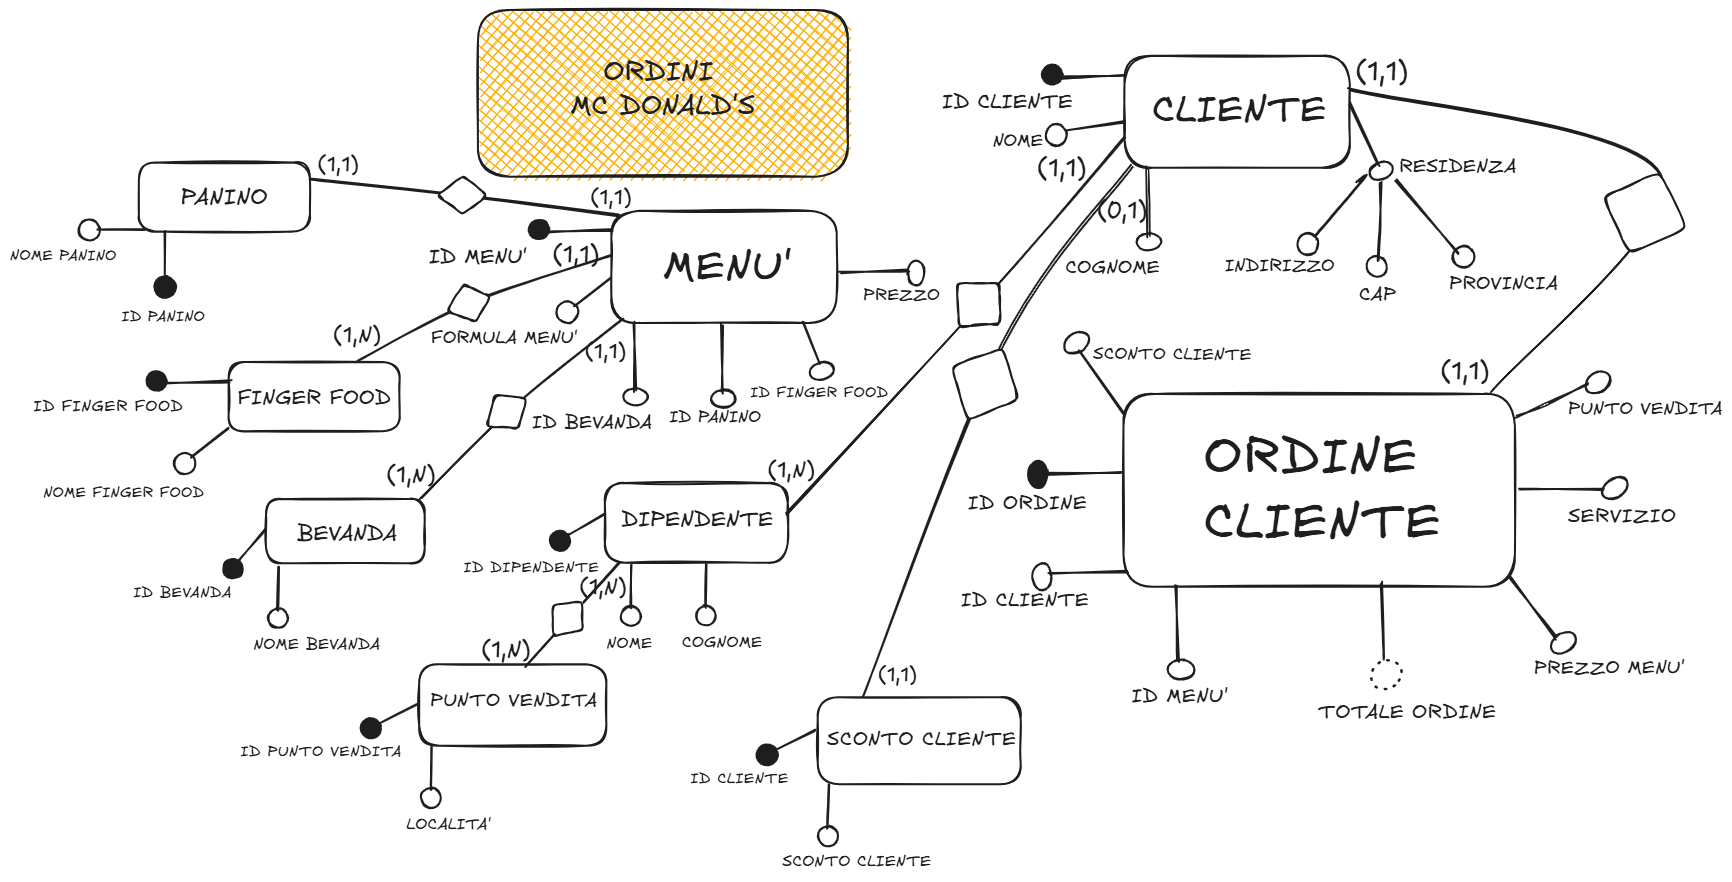 ORDINI
MC DONALD'S
CLIENTE
(1,1)
ID CLIENTE
NOME
(1,1)
(0,1)
COGNOME
RESIDENZA
INDIRIZZO
CAP
PROVINCIA
PANINO
(1,1)
NOME PANINO
ID PANINO
(1,1)
ID MENU'
(1,1)
MENU'
PREZZO
FORMULA MENU'
(1,1)
ID BEVANDA
ID PANINO
ID FINGER FOOD
(1,N)
FINGER FOOD
ID FINGER FOOD
NOME FINGER FOOD
(1,N)
BEVANDA
ID BEVANDA
NOME BEVANDA
(1,N)
DIPENDENTE
ID DIPENDENTE
(1,N)
NOME
COGNOME
(1,N)
PUNTO VENDITA
ID PUNTO VENDITA
LOCALITA'
(1,1)
SCONTO CLIENTE
ID CLIENTE
SCONTO CLIENTE
SCONTO CLIENTE
(1,1)
PUNTO VENDITA
ORDINE
CLIENTE
ID ORDINE
SERVIZIO
ID CLIENTE
ID MENU'
TOTALE ORDINE
PREZZO MENU'